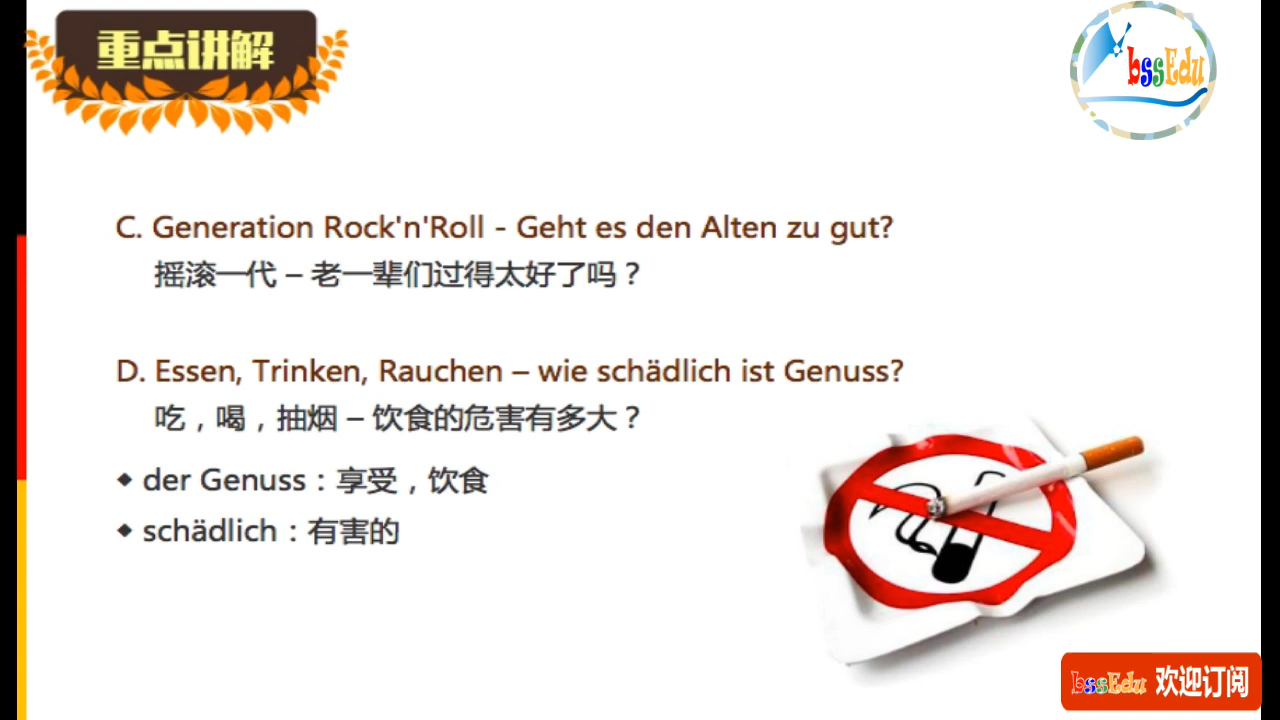 重点讲解
bssEdu
C. Generation Rock'n'Roll - Geht es den Alten zu gut?
摇滚一代 – 老一辈们过得太好了吗？
D. Essen, Trinken, Rauchen – wie schädlich ist Genuss?
吃，喝，抽烟 – 饮食的危害有多大？
◆ der Genuss：享受，饮食
◆ schädlich：有害的
bssEdu 欢迎订阅